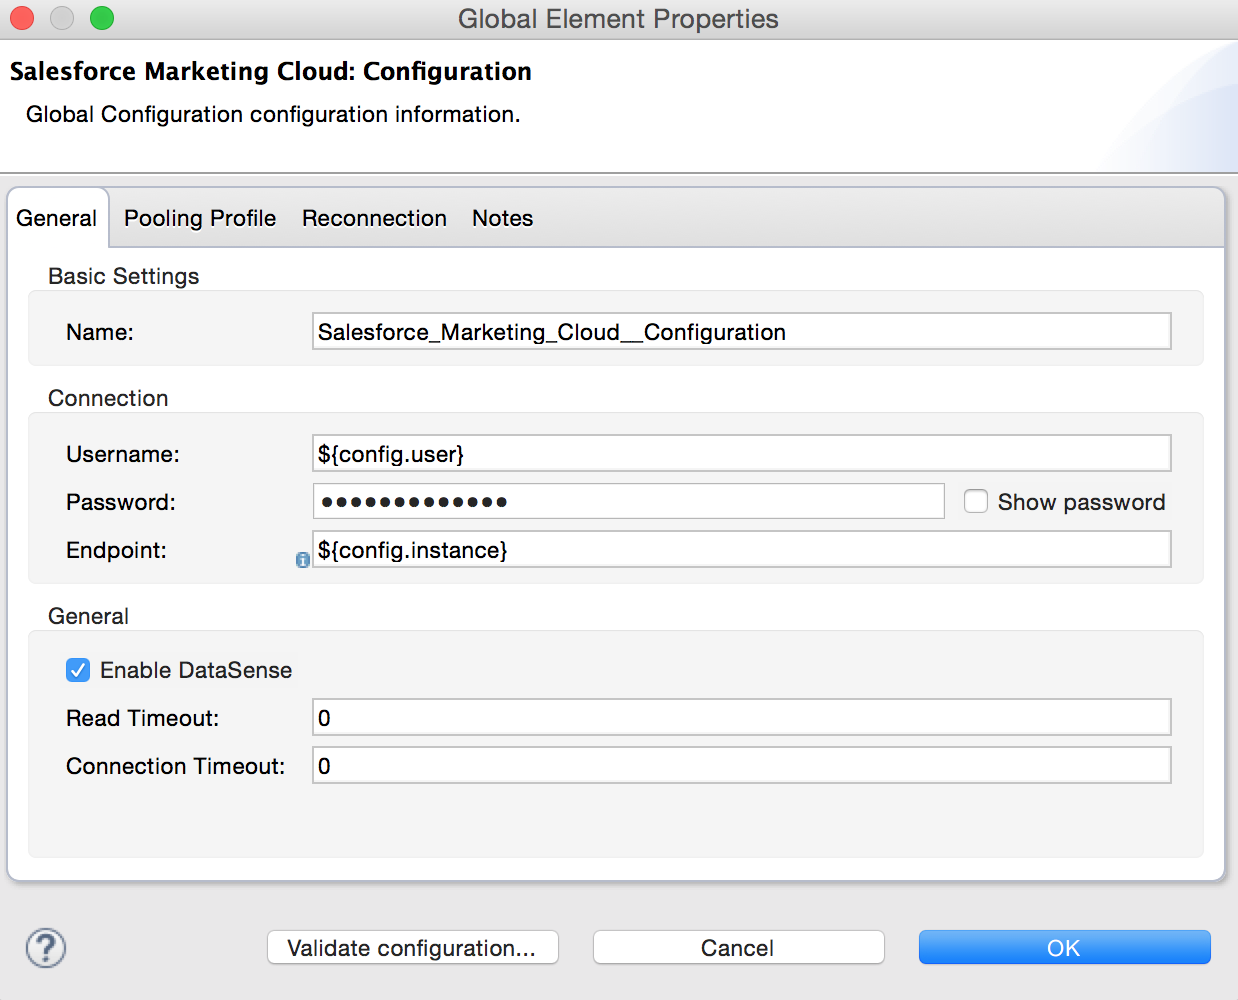 Global Element Properties
Salesforce Marketing Cloud: Configuration
Global Configuration configuration information.
General Pooling Profile Reconnection Notes
Basic Settings
Name: Salesforce_Marketing_Cloud__Configuration
Connection
Username: ${config.user}
Password: ••••••••••••• Show password
Endpoint: ${config.instance}
General
Enable DataSense
Read Timeout: 0
Connection Timeout: 0
? Validate configuration... Cancel OK